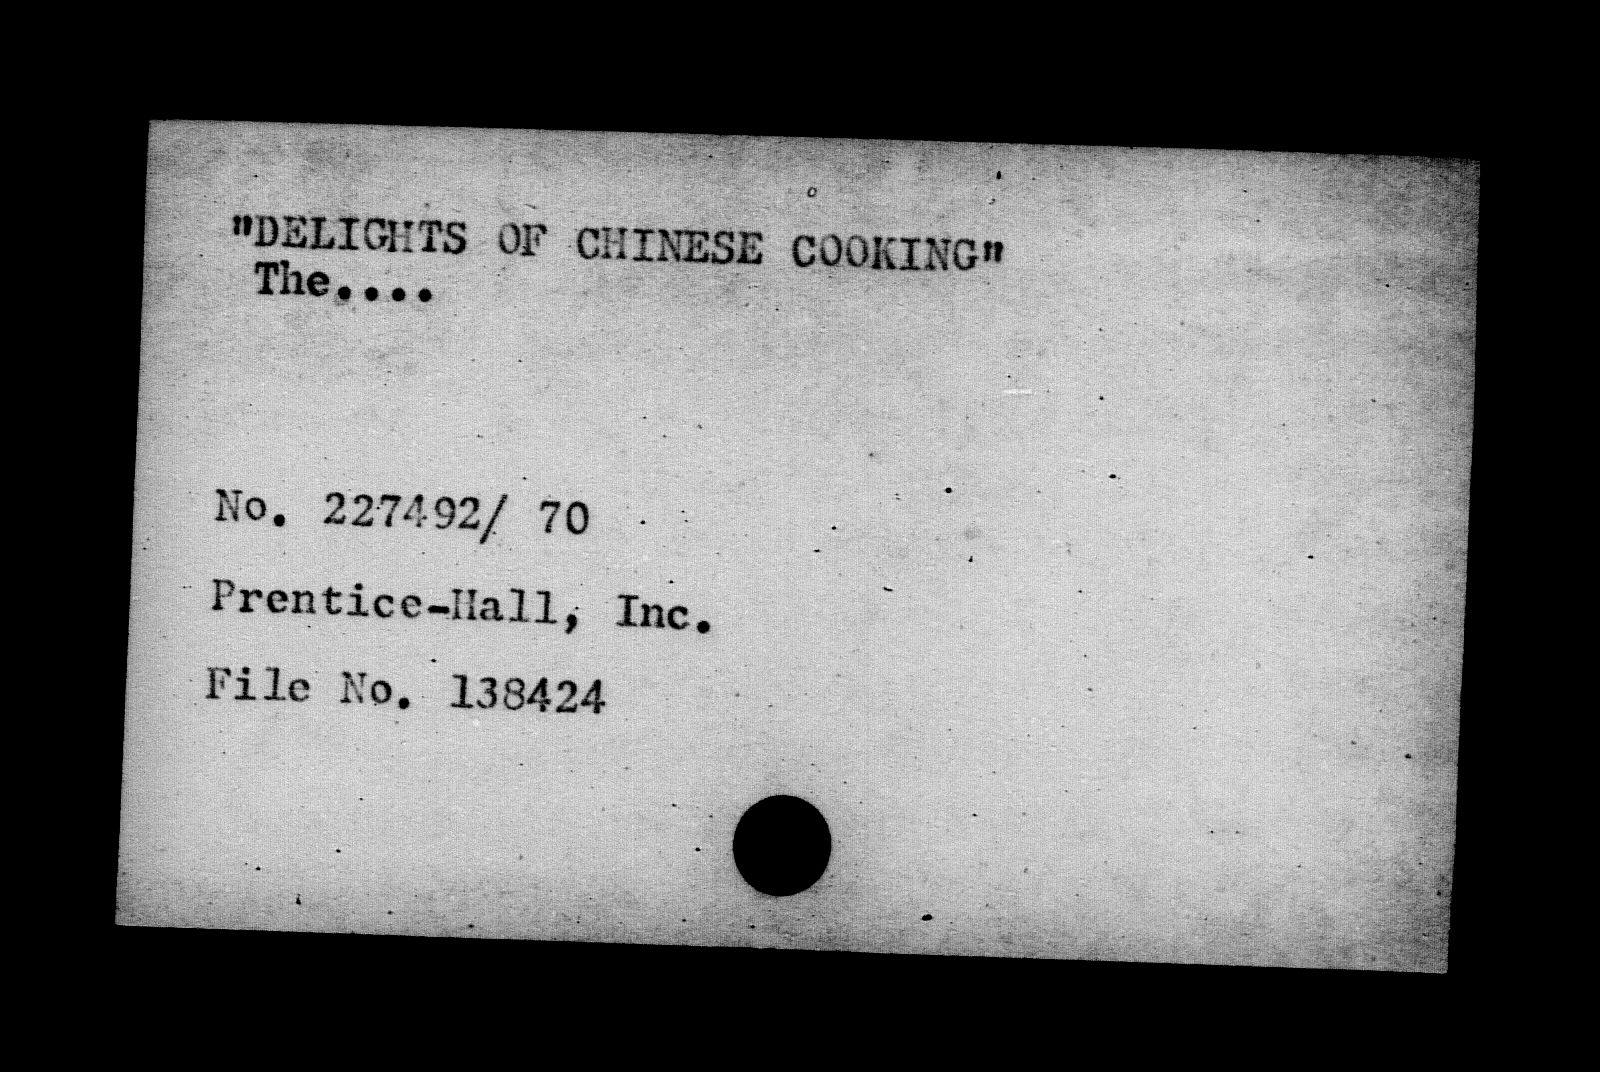 "DELIGHTS OF CHINESE COOKING"
The....
No. 227492/ 70
Prentice-Hall, Inc.
File No. 138424